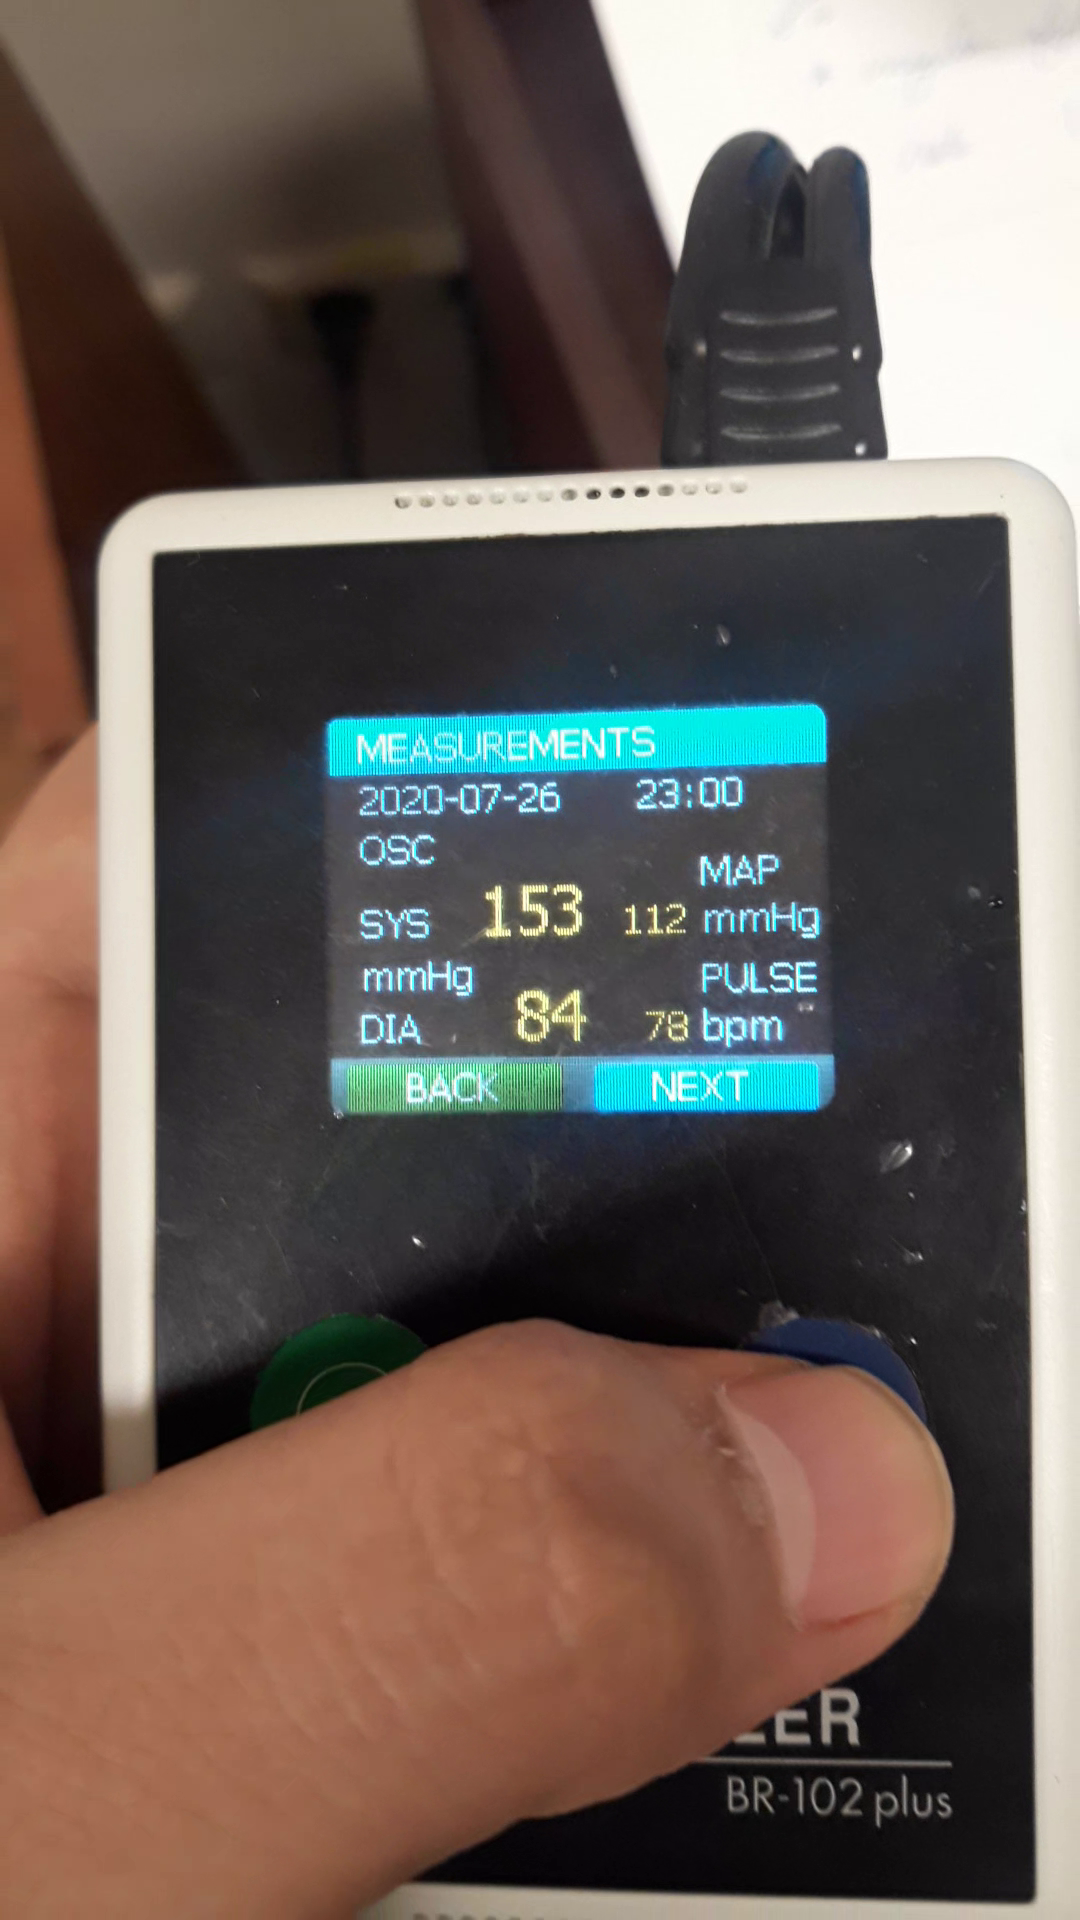 MEASUREMENTS
2020-07-26 23:00
OSC
MAP
SYS 153 112 mmHg
mmHg PULSE
DIA 84 78 bpm
BACK NEXT
BR-102 plus